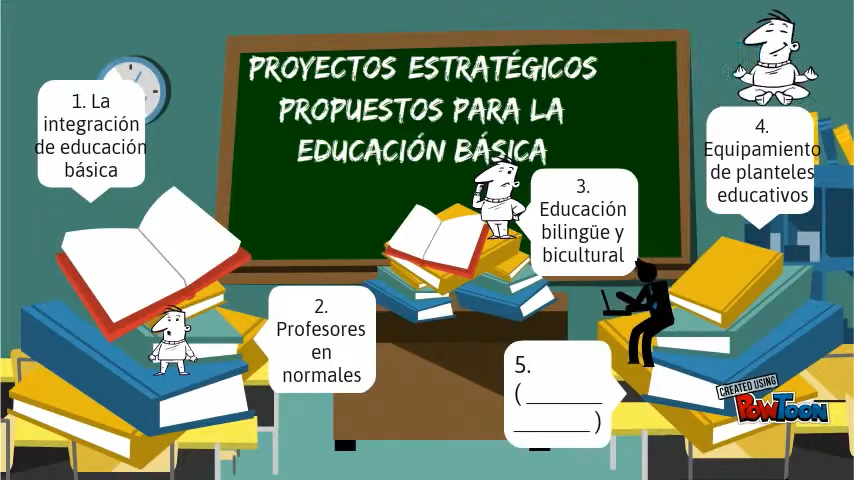 PROYECTOS ESTRATÉGICOS
PROPUESTOS PARA LA
EDUCACIÓN BÁSICA
1. La
integración
de educación
básica
2.
Profesores
en
normales
3.
Educación
bilingüe y
bicultural
4.
Equipamiento
de planteles
educativos
5.
(________
________)
CREATED USING
POWTOON